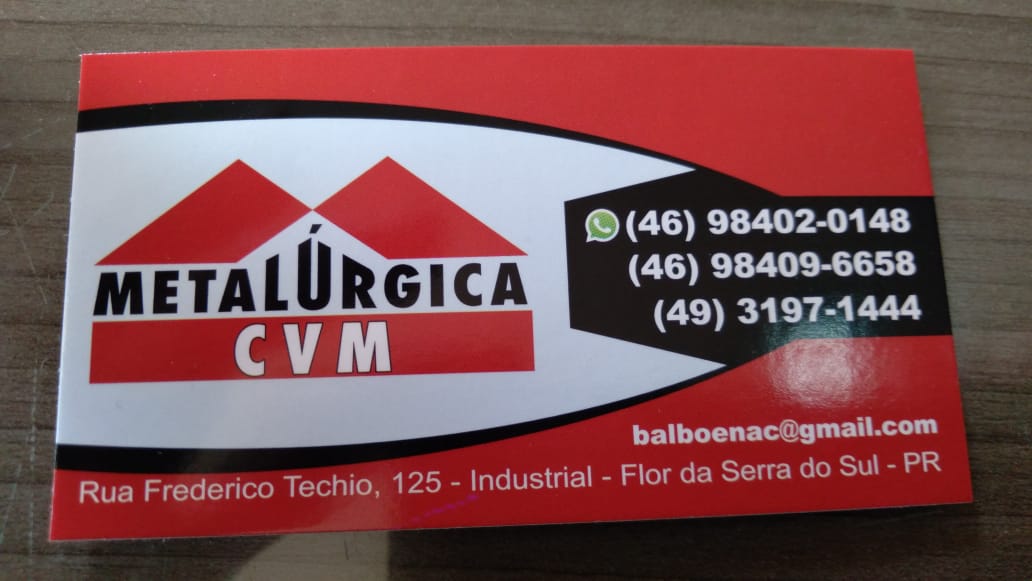 METALÚRGICA
CVM
(46) 98402-0148
(46) 98409-6658
(49) 3197-1444
balboenac@gmail.com
Rua Frederico Techio, 125 - Industrial - Flor da Serra do Sul - PR